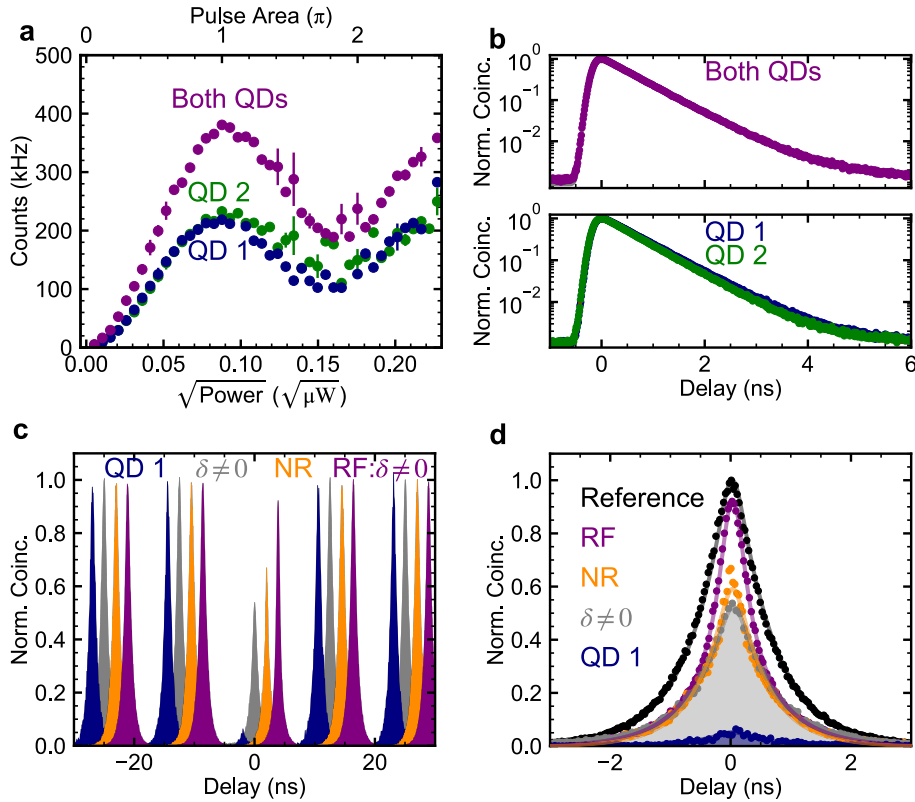 a
Pulse Area (π)
0 1 2
500
400
300
200
100
0
Counts (kHz)
Both QDs
QD 2
QD 1
0.00 0.05 0.10 0.15 0.20
√Power (√μW)
b
10⁰
10⁻¹
10⁻²
Norm. Coinc.
Both QDs
10⁰
10⁻¹
10⁻²
Norm. Coinc.
QD 1
QD 2
0 2 4 6
Delay (ns)
c
QD 1 δ≠0 NR RF:δ≠0
1.0
0.8
0.6
0.4
0.2
0.0
Norm. Coinc.
−20 0 20
Delay (ns)
d
1.0
0.8
0.6
0.4
0.2
0.0
Norm. Coinc.
Reference
RF
NR
δ≠0
QD 1
−2 0 2
Delay (ns)